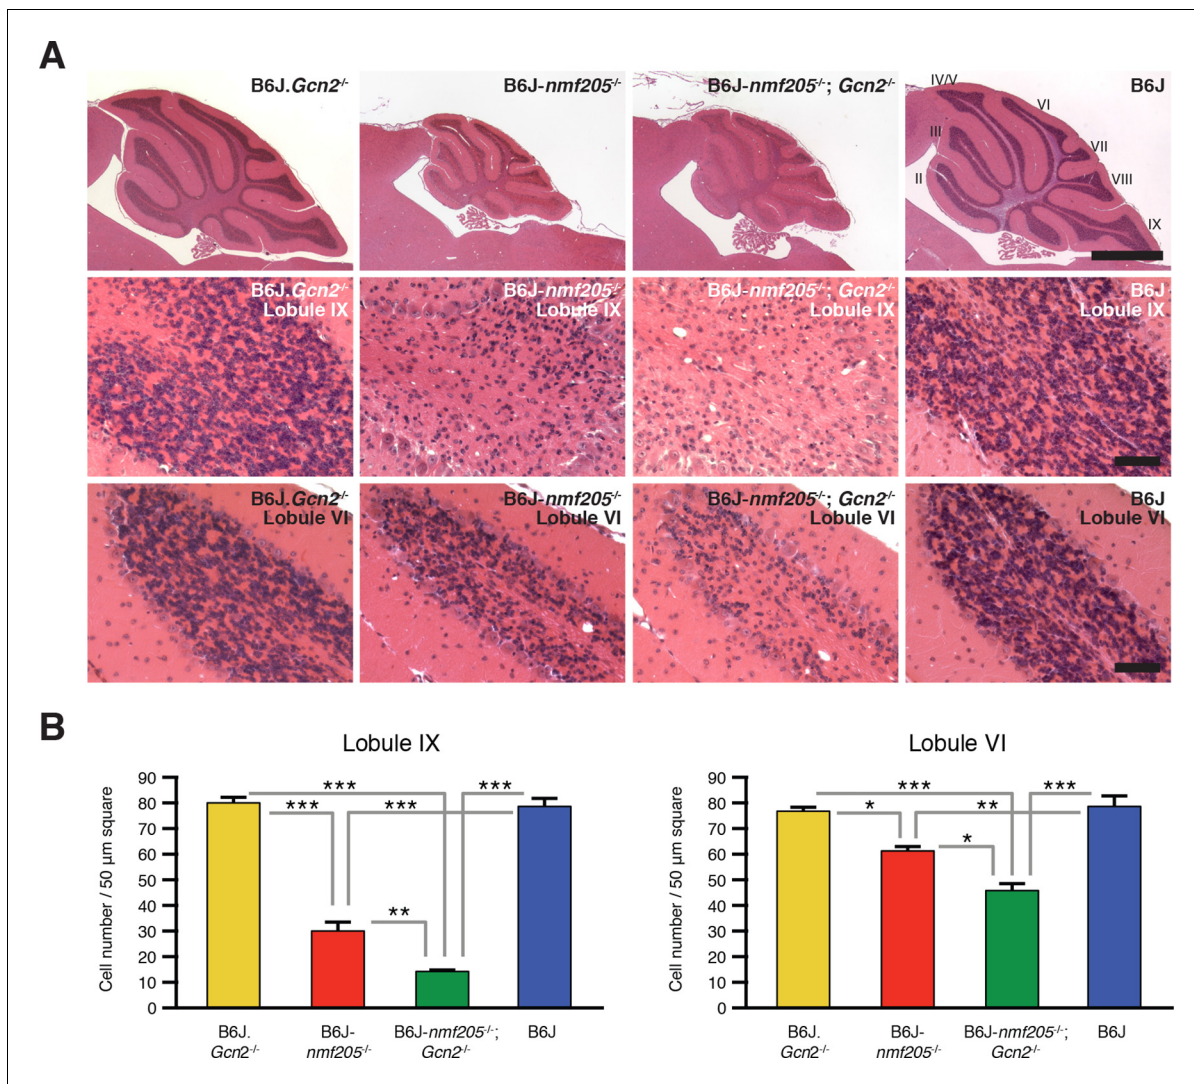 A
B6J.Gcn2-/-
B6J-nmf205-/-
B6J-nmf205-/-; Gcn2-/-
B6J
IV/V
VI
III
VII
II
VIII
IX
B6J.Gcn2-/-
Lobule IX
B6J-nmf205-/-
Lobule IX
B6J-nmf205-/-; Gcn2-/-
Lobule IX
B6J
Lobule IX
B6J.Gcn2-/-
Lobule VI
B6J-nmf205-/-
Lobule VI
B6J-nmf205-/-; Gcn2-/-
Lobule VI
B6J
Lobule VI
B
Lobule IX
Cell number / 50 µm square
90
80
70
60
50
40
30
20
10
0
***
***
***
***
**
B6J.
Gcn2-/-
B6J-
nmf205-/-
B6J-nmf205-/-;
Gcn2-/-
B6J
Lobule VI
Cell number / 50 µm square
90
80
70
60
50
40
30
20
10
0
***
***
*
**
*
B6J.
Gcn2-/-
B6J-
nmf205-/-
B6J-nmf205-/-;
Gcn2-/-
B6J